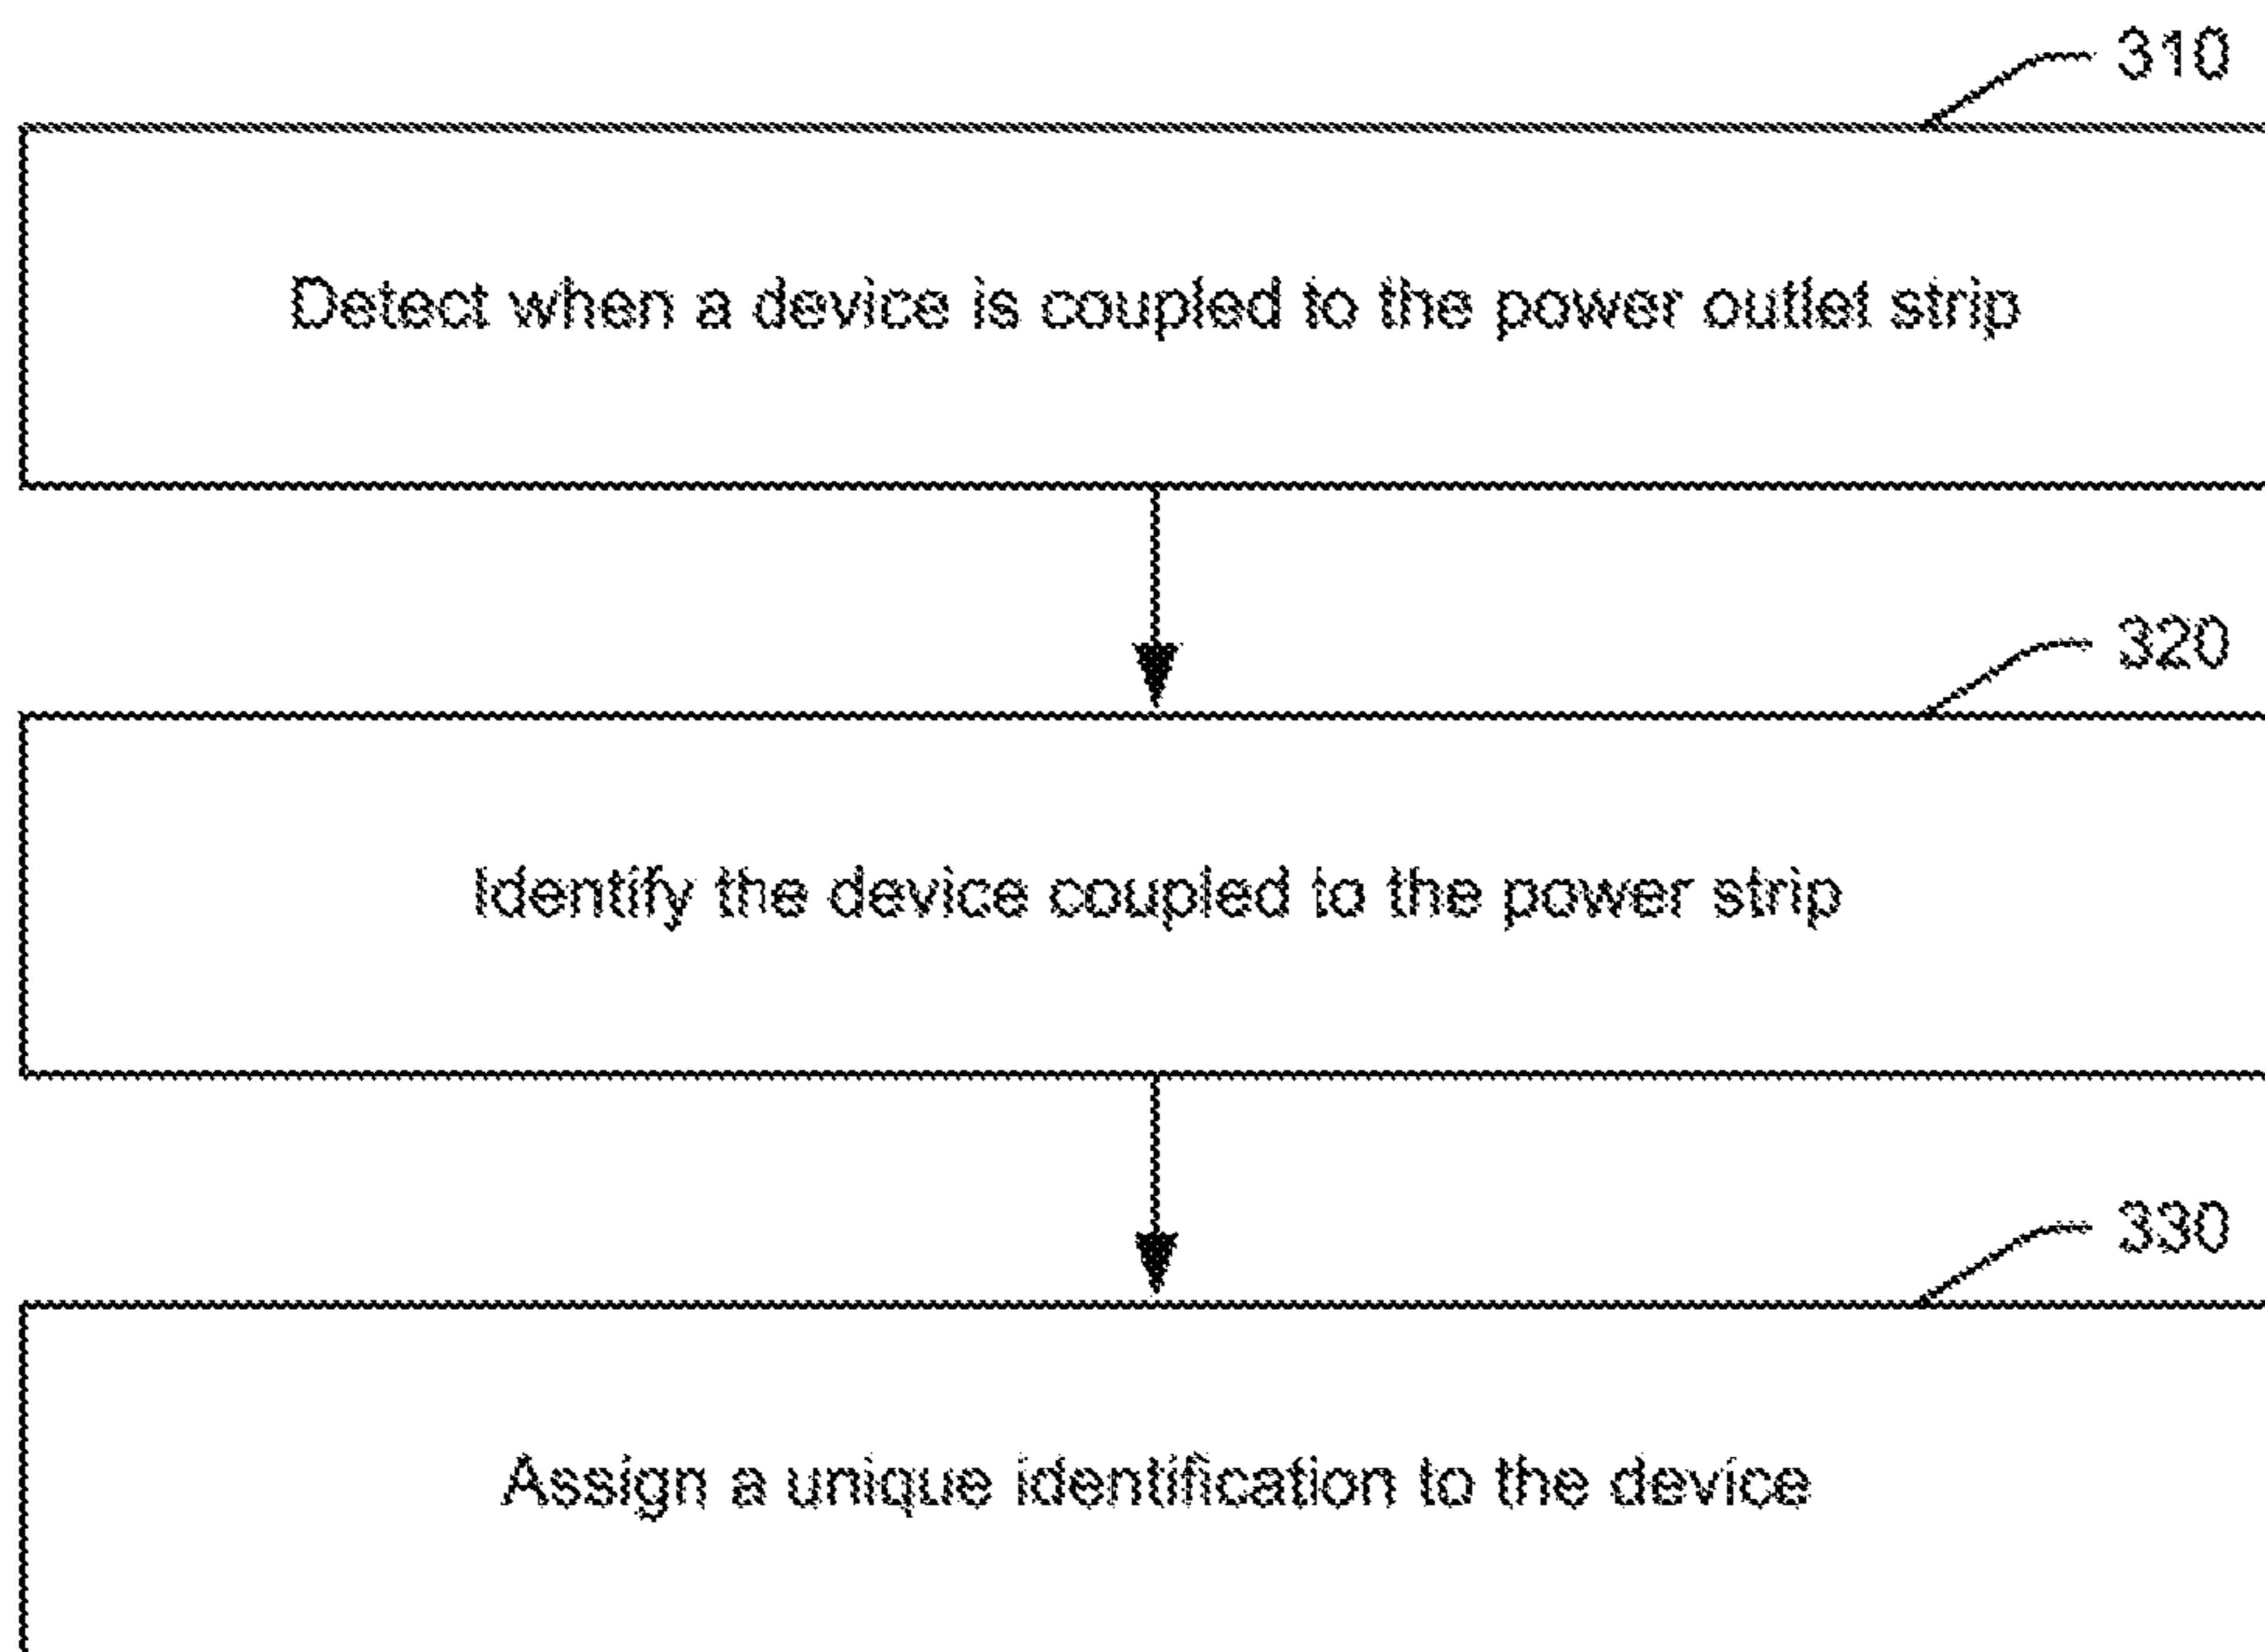 310
Detect when a device is coupled to the power outlet strip
320
Identify the device coupled to the power strip
330
Assign a unique identification to the device